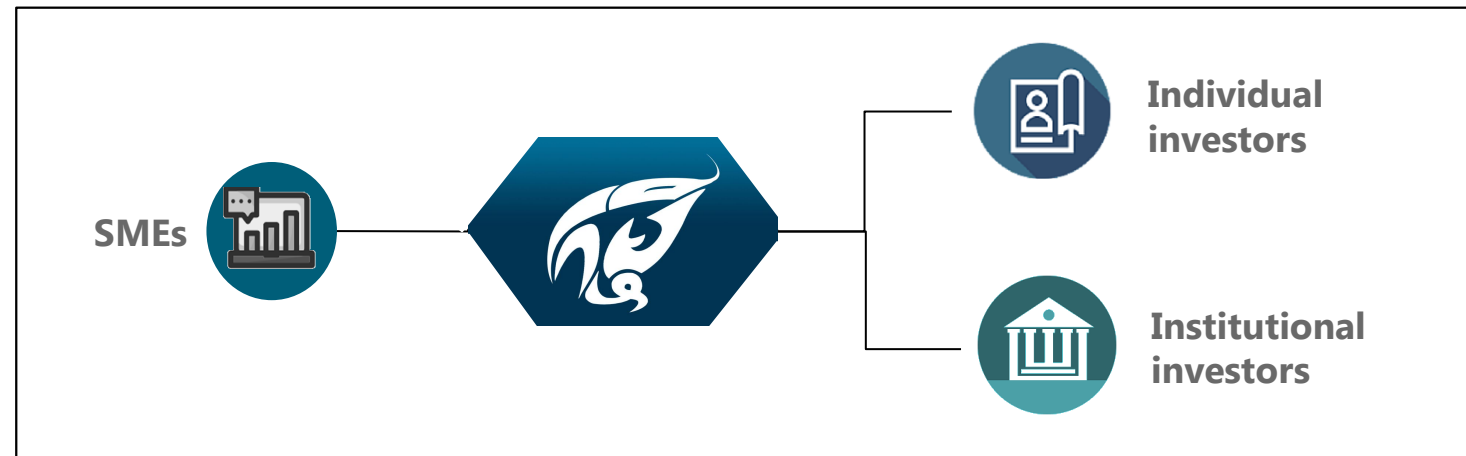 Individual
investors
SMEs
Institutional
investors